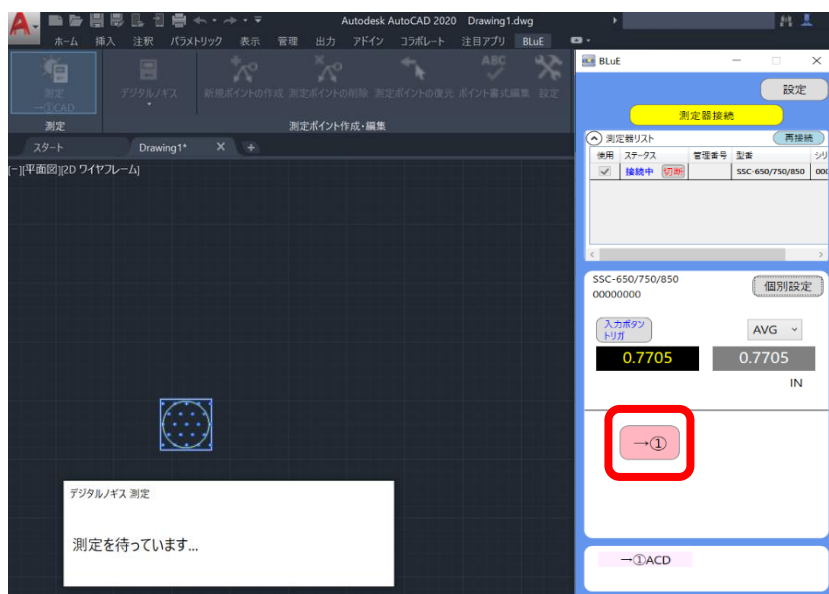 Autodesk AutoCAD 2020 Drawing1.dwg
ホーム 挿入 注釈 パラメトリック 表示 管理 出力 アドイン コラボレート 注目アプリ BLuE
測定
→①CAD
デジタルノギス
新規ポイントの作成 測定ポイントの削除 測定ポイントの復元 ポイント書式編集 設定
測定
測定ポイント作成・編集
スタート Drawing1* X +
[−][平面図][2D ワイヤフレーム]
デジタルノギス 測定
測定を待っています...
BLuE
設定
測定器接続
測定器リスト 再接続
使用 ステータス 管理番号 型番 シリ
接続中 切断 SSC-650/750/850 000
SSC-650/750/850
00000000
個別設定
入力ボタン
トリガ
AVG
0.7705 0.7705
IN
→①
→①ACD